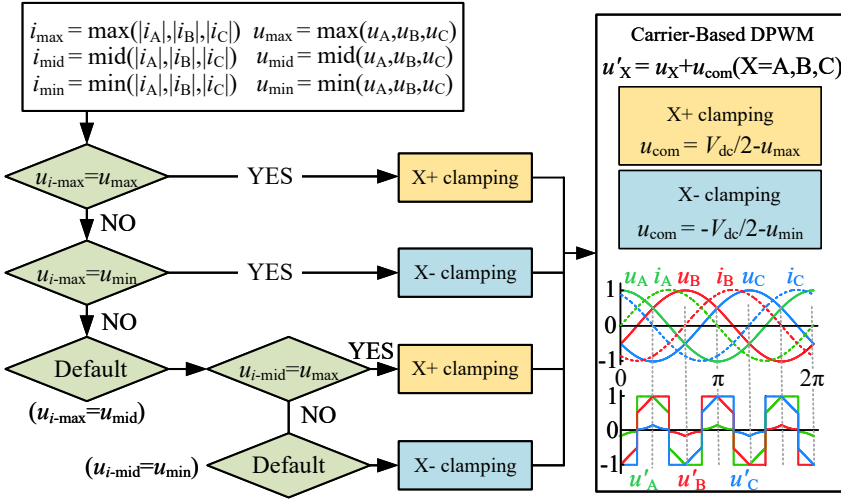 i_max = max(|i_A|,|i_B|,|i_C|) u_max = max(u_A,u_B,u_C)
i_mid = mid(|i_A|,|i_B|,|i_C|) u_mid = mid(u_A,u_B,u_C)
i_min = min(|i_A|,|i_B|,|i_C|) u_min = min(u_A,u_B,u_C)
u_i-max=u_max
YES
X+ clamping
NO
u_i-max=u_min
YES
X- clamping
NO
Default
(u_i-max=u_mid)
u_i-mid=u_max
YES
X+ clamping
NO
(u_i-mid=u_min)
Default
X- clamping
Carrier-Based DPWM
u'_X = u_X+u_com(X=A,B,C)
X+ clamping
u_com = V_dc/2-u_max
X- clamping
u_com = -V_dc/2-u_min
u_A i_A u_B i_B u_C i_C
1
0
-1
0 π 2π
1
0
-1
u'_A u'_B u'_C